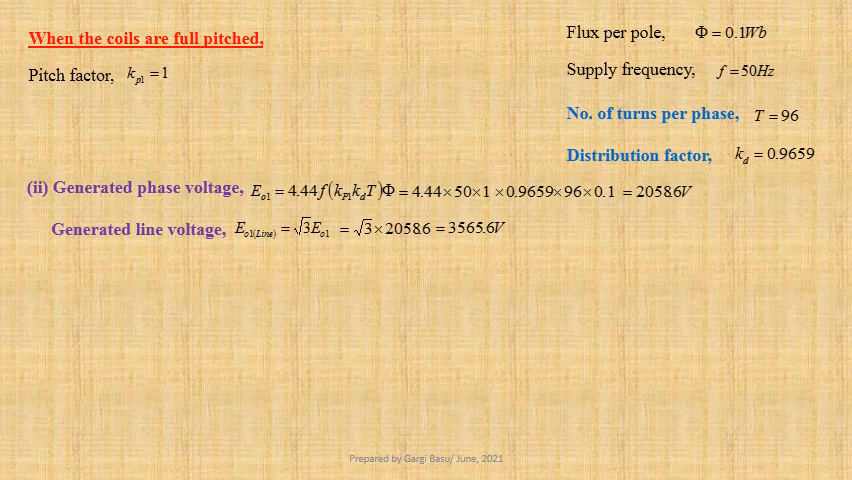 When the coils are full pitched,
Pitch factor, k_p1 = 1
Flux per pole, Φ = 0.1Wb
Supply frequency, f = 50Hz
No. of turns per phase, T = 96
Distribution factor, k_d = 0.9659
(ii) Generated phase voltage, E_o1 = 4.44f(k_P1k_dT)Φ = 4.44×50×1×0.9659×96×0.1 = 2058.6V
Generated line voltage, E_o1(Line) = √3E_o1 = √3×2058.6 = 3565.6V
Prepared by Gargi Basu/ June, 2021